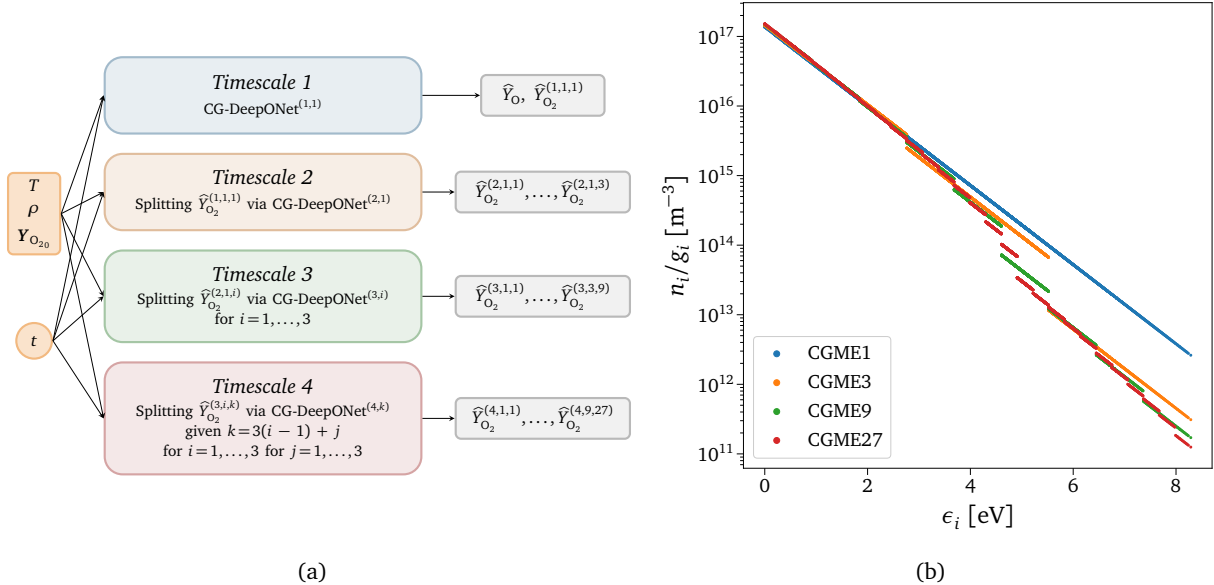 T
ρ
Y_{O_{2_0}}
t
Timescale 1
CG-DeepONet^{(1,1)}
Ŷ_O, Ŷ_{O_2}^{(1,1,1)}
Timescale 2
Splitting Ŷ_{O_2}^{(1,1,1)} via CG-DeepONet^{(2,1)}
Ŷ_{O_2}^{(2,1,1)},...,Ŷ_{O_2}^{(2,1,3)}
Timescale 3
Splitting Ŷ_{O_2}^{(2,1,i)} via CG-DeepONet^{(3,i)}
for i=1,...,3
Ŷ_{O_2}^{(3,1,1)},...,Ŷ_{O_2}^{(3,3,9)}
Timescale 4
Splitting Ŷ_{O_2}^{(3,i,k)} via CG-DeepONet^{(4,k)}
given k=3(i − 1) + j
for i=1,...,3 for j=1,...,3
Ŷ_{O_2}^{(4,1,1)},...,Ŷ_{O_2}^{(4,9,27)}
(a)
n_i/g_i [m^{−3}]
10^{17}
10^{16}
10^{15}
10^{14}
10^{13}
10^{12}
10^{11}
CGME1
CGME3
CGME9
CGME27
0 2 4 6 8
ϵ_i [eV]
(b)